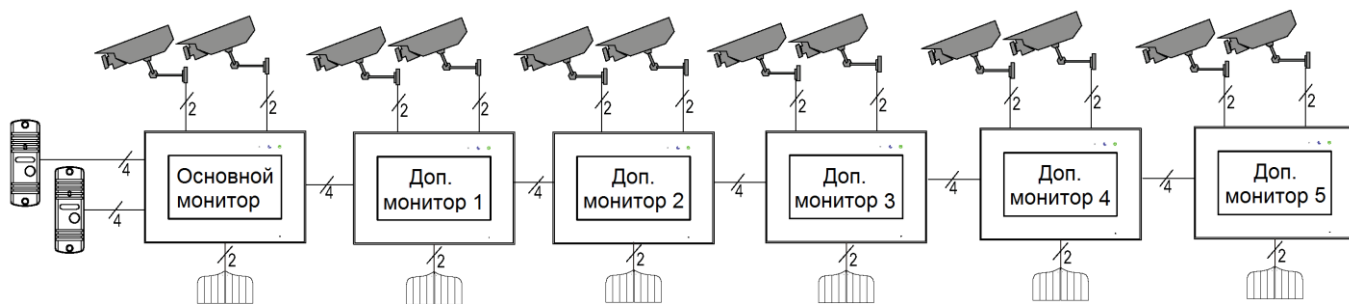 2 2 2 2 2 2 2 2 2 2 2 2
4
Основной
монитор
4
4
Доп.
монитор 1
4
Доп.
монитор 2
4
Доп.
монитор 3
4
Доп.
монитор 4
4
Доп.
монитор 5
2 2 2 2 2 2